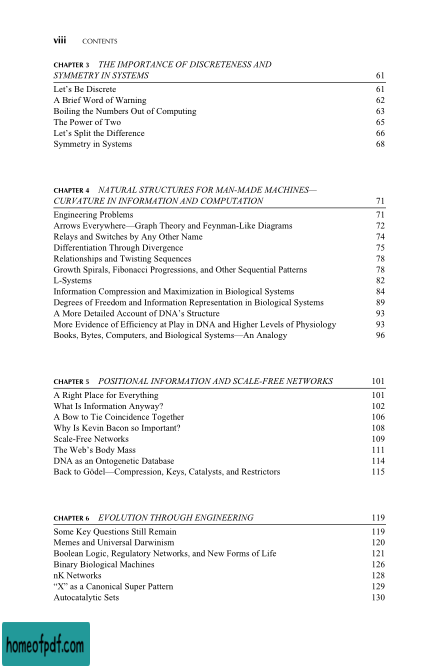 viii CONTENTS
CHAPTER 3 THE IMPORTANCE OF DISCRETENESS AND
SYMMETRY IN SYSTEMS 61
Let's Be Discrete 61
A Brief Word of Warning 62
Boiling the Numbers Out of Computing 63
The Power of Two 65
Let's Split the Difference 66
Symmetry in Systems 68
CHAPTER 4 NATURAL STRUCTURES FOR MAN-MADE MACHINES—
CURVATURE IN INFORMATION AND COMPUTATION 71
Engineering Problems 71
Arrows Everywhere—Graph Theory and Feynman-Like Diagrams 72
Relays and Switches by Any Other Name 74
Differentiation Through Divergence 75
Relationships and Twisting Sequences 78
Growth Spirals, Fibonacci Progressions, and Other Sequential Patterns 78
L-Systems 82
Information Compression and Maximization in Biological Systems 84
Degrees of Freedom and Information Representation in Biological Systems 89
A More Detailed Account of DNA's Structure 93
More Evidence of Efficiency at Play in DNA and Higher Levels of Physiology 93
Books, Bytes, Computers, and Biological Systems—An Analogy 96
CHAPTER 5 POSITIONAL INFORMATION AND SCALE-FREE NETWORKS 101
A Right Place for Everything 101
What Is Information Anyway? 102
A Bow to Tie Coincidence Together 106
Why Is Kevin Bacon so Important? 108
Scale-Free Networks 109
The Web's Body Mass 111
DNA as an Ontogenetic Database 114
Back to Gödel—Compression, Keys, Catalysts, and Restrictors 115
CHAPTER 6 EVOLUTION THROUGH ENGINEERING 119
Some Key Questions Still Remain 119
Memes and Universal Darwinism 120
Boolean Logic, Regulatory Networks, and New Forms of Life 121
Binary Biological Machines 126
nK Networks 128
"X" as a Canonical Super Pattern 129
Autocatalytic Sets 130
homeofpdf.com